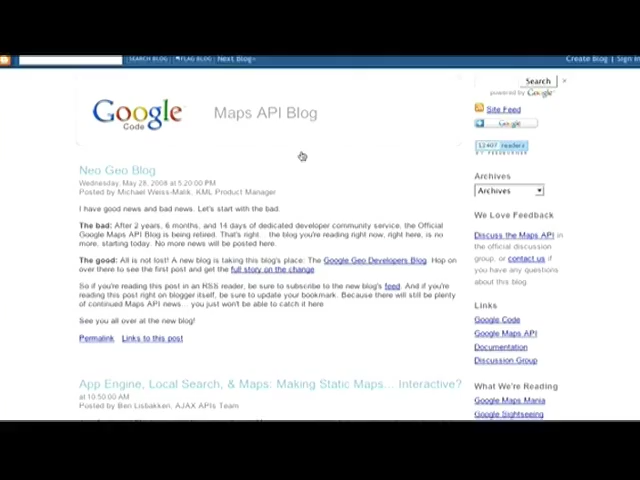 SEARCH BLOG
FLAG BLOG
Next Blog»
Create Blog | Sign In
Google
Code
Maps API Blog
Search
powered by Google
Site Feed
Google
12407 readers
BY FEEDBURNER
Neo Geo Blog
Wednesday, May 28, 2008 at 5:20:00 PM
Posted by Michael Weiss-Malik, KML Product Manager
I have good news and bad news. Let's start with the bad.
The bad: After 2 years, 6 months, and 14 days of dedicated developer community service, the Official
Google Maps API Blog is being retired. That's right... the blog you're reading right now, right here, is no
more, starting today. No more news will be posted here.
The good: All is not lost! A new blog is taking this blog's place: The Google Geo Developers Blog. Hop on
over there to see the first post and get the full story on the change
So if you're reading this post in an RSS reader, be sure to subscribe to the new blog's feed. And if you're
reading this post right on blogger itself, be sure to update your bookmark. Because there will still be plenty
of continued Maps API news... you just won't be able to catch it here
See you all over at the new blog!
Permalink Links to this post
App Engine, Local Search, & Maps: Making Static Maps... Interactive?
at 10:50:00 AM
Posted by Ben Lisbakken, AJAX APIs Team
Archives
Archives
We Love Feedback
Discuss the Maps API in
the official discussion
group, or contact us if
you have any questions
about this blog.
Links
Google Code
Google Maps API
Documentation
Discussion Group
What We're Reading
Google Maps Mania
Google Sightseeing